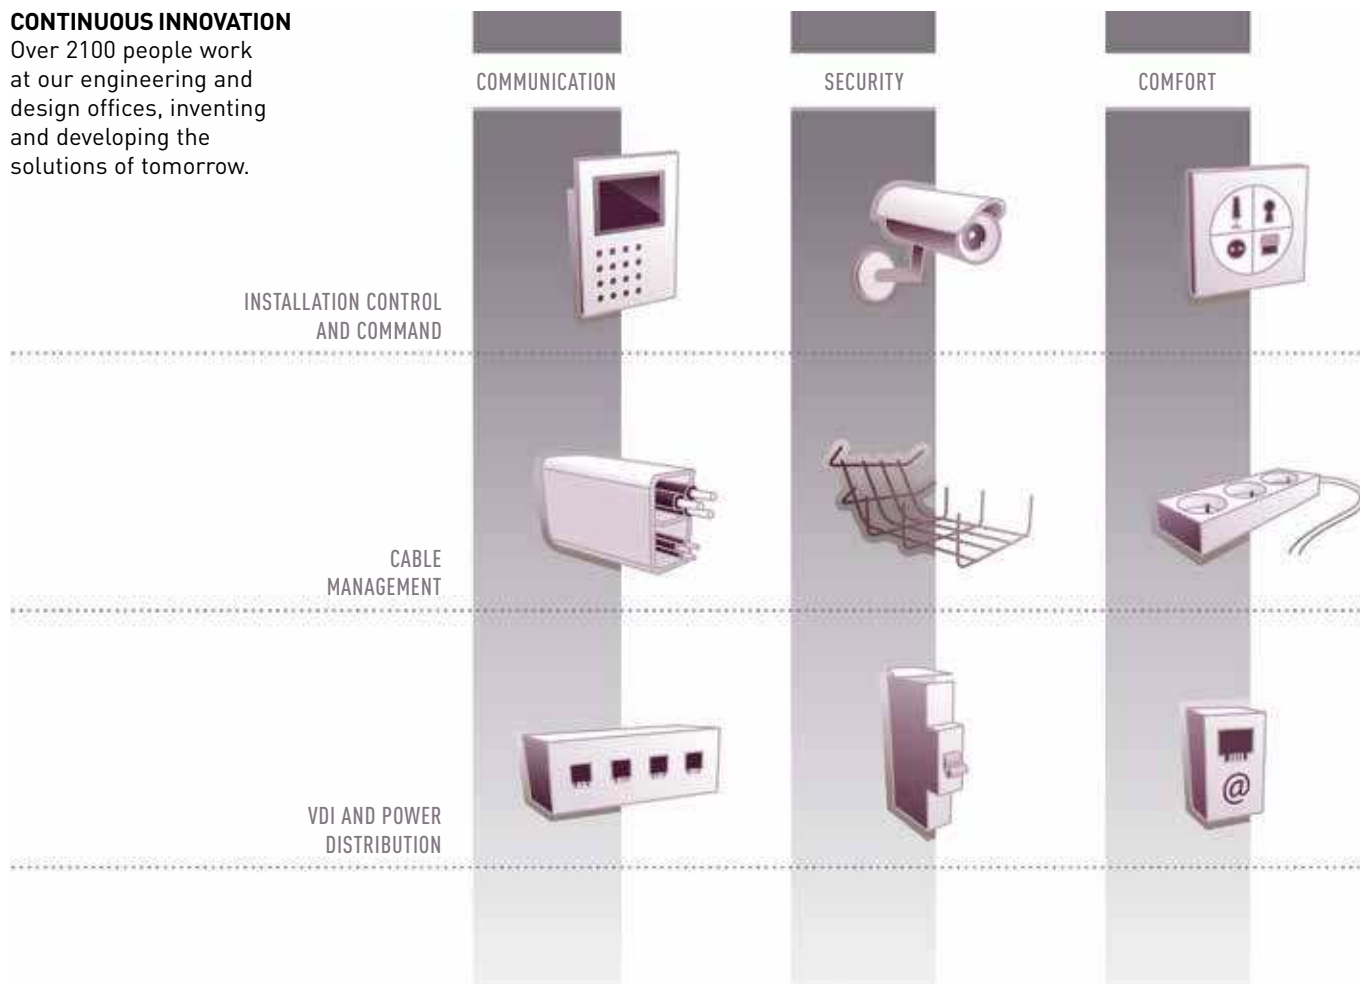 CONTINUOUS INNOVATION
Over 2100 people work
at our engineering and
design offices, inventing
and developing the
solutions of tomorrow.
COMMUNICATION
SECURITY
COMFORT
INSTALLATION CONTROL
AND COMMAND
CABLE
MANAGEMENT
VDI AND POWER
DISTRIBUTION
@